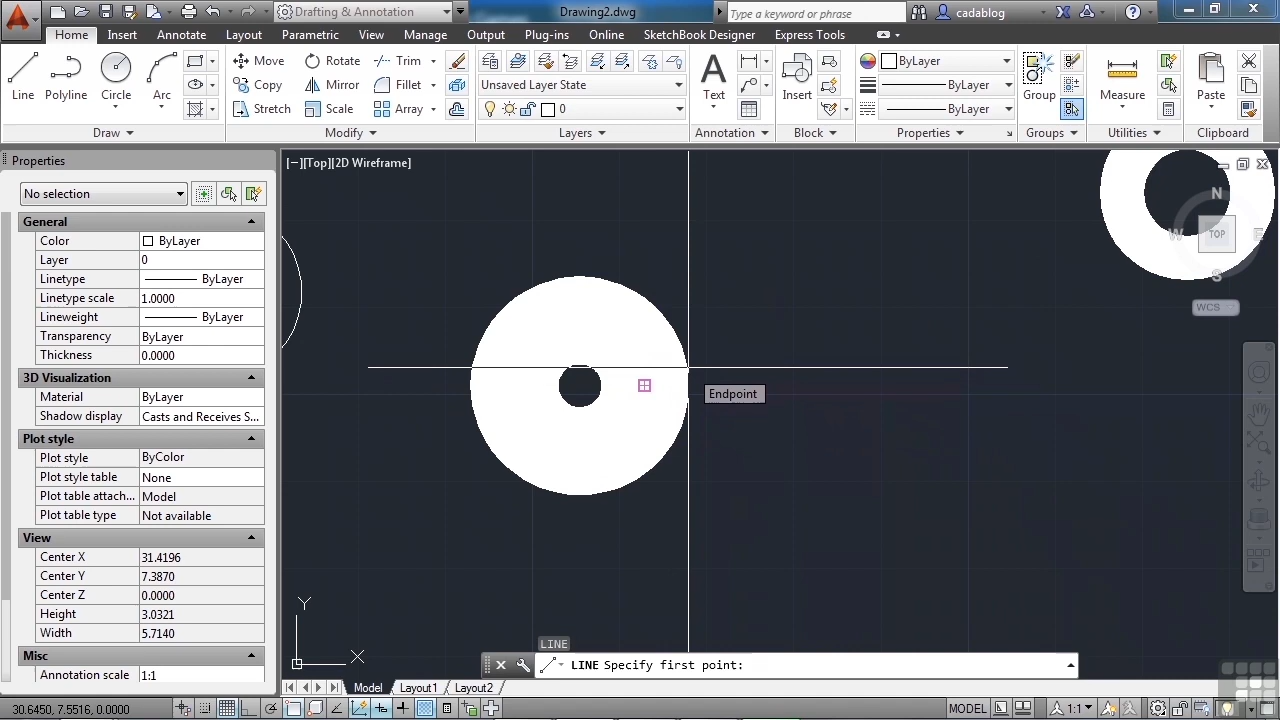 Drafting & Annotation
Drawing2.dwg
Type a keyword or phrase
cadablog
Home Insert Annotate Layout Parametric View Manage Output Plug-ins Online SketchBook Designer Express Tools
Line
Polyline
Circle
Arc
Draw
Move Rotate Trim
Copy Mirror Fillet
Stretch Scale Array
Modify
Unsaved Layer State
0
Layers
Text
Annotation
Insert
Block
ByLayer
ByLayer
ByLayer
Properties
Group
Groups
Measure
Utilities
Paste
Clipboard
Properties
No selection
General
Color ByLayer
Layer 0
Linetype ByLayer
Linetype scale 1.0000
Lineweight ByLayer
Transparency ByLayer
Thickness 0.0000
3D Visualization
Material ByLayer
Shadow display Casts and Receives S...
Plot style
Plot style ByColor
Plot style table None
Plot table attach... Model
Plot table type Not available
View
Center X 31.4196
Center Y 7.3870
Center Z 0.0000
Height 3.0321
Width 5.7140
Misc
Annotation scale 1:1
[−][Top][2D Wireframe]
N
W TOP E
S
WCS
Endpoint
Y
X
LINE
LINE Specify first point:
Model Layout1 Layout2
30.6450, 7.5516, 0.0000
MODEL
1:1